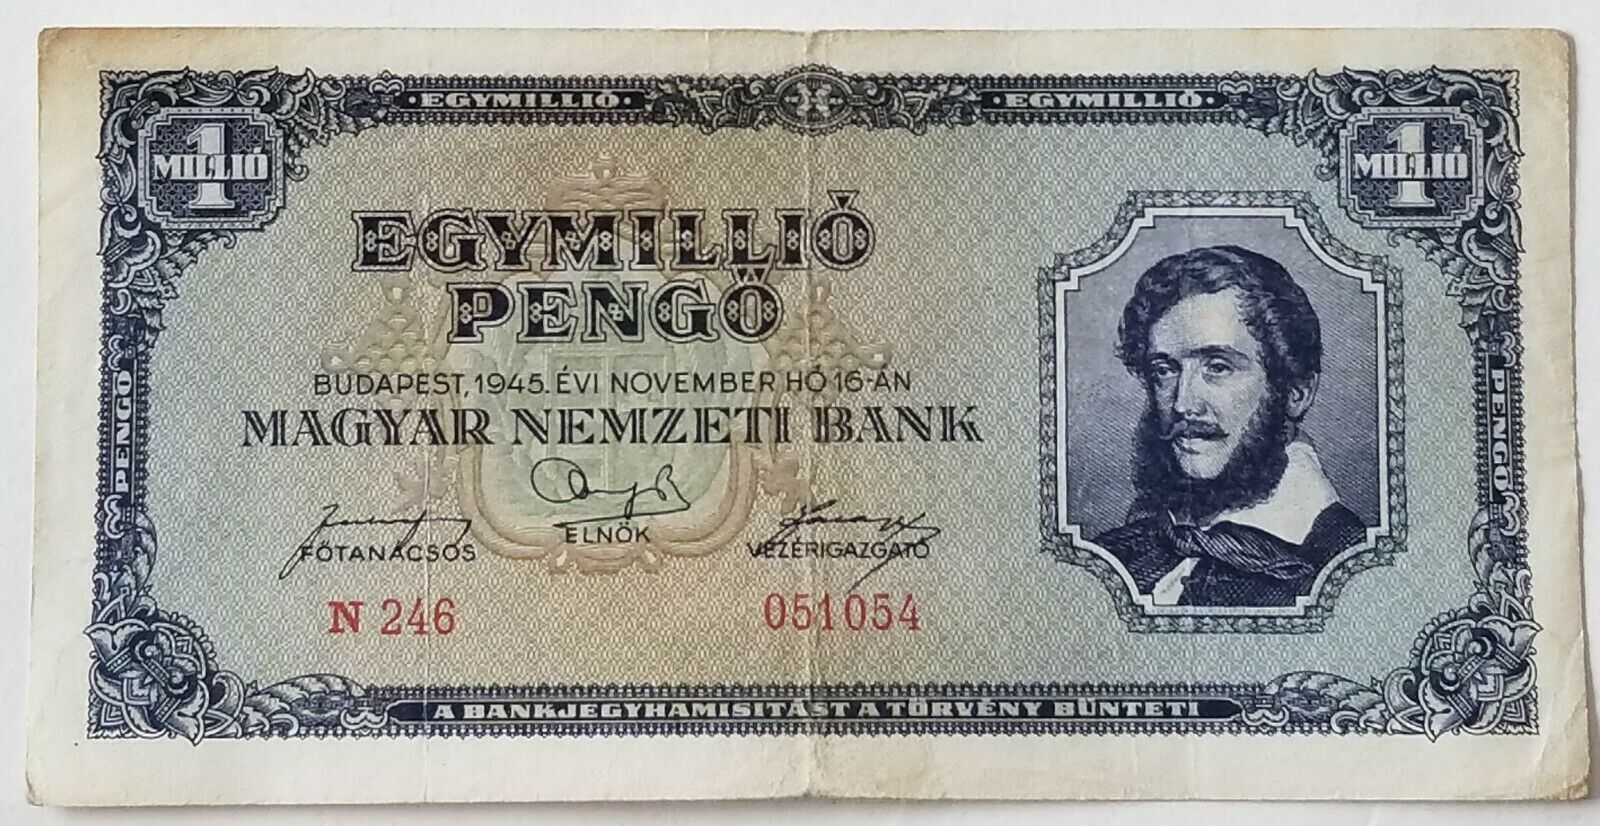 EGYMILLIÓ EGYMILLIÓ
1 MILLIÓ 1 MILLIÓ
EGYMILLIÓ
PENGŐ
BUDAPEST, 1945. ÉVI NOVEMBER HÓ 16-ÁN
MAGYAR NEMZETI BANK
PENGŐ PENGŐ
FŐTANÁCSOS ELNÖK VEZÉRIGAZGATÓ
N 246 051054
A BANKJEGYHAMISITÁST A TÖRVÉNY BÜNTETI